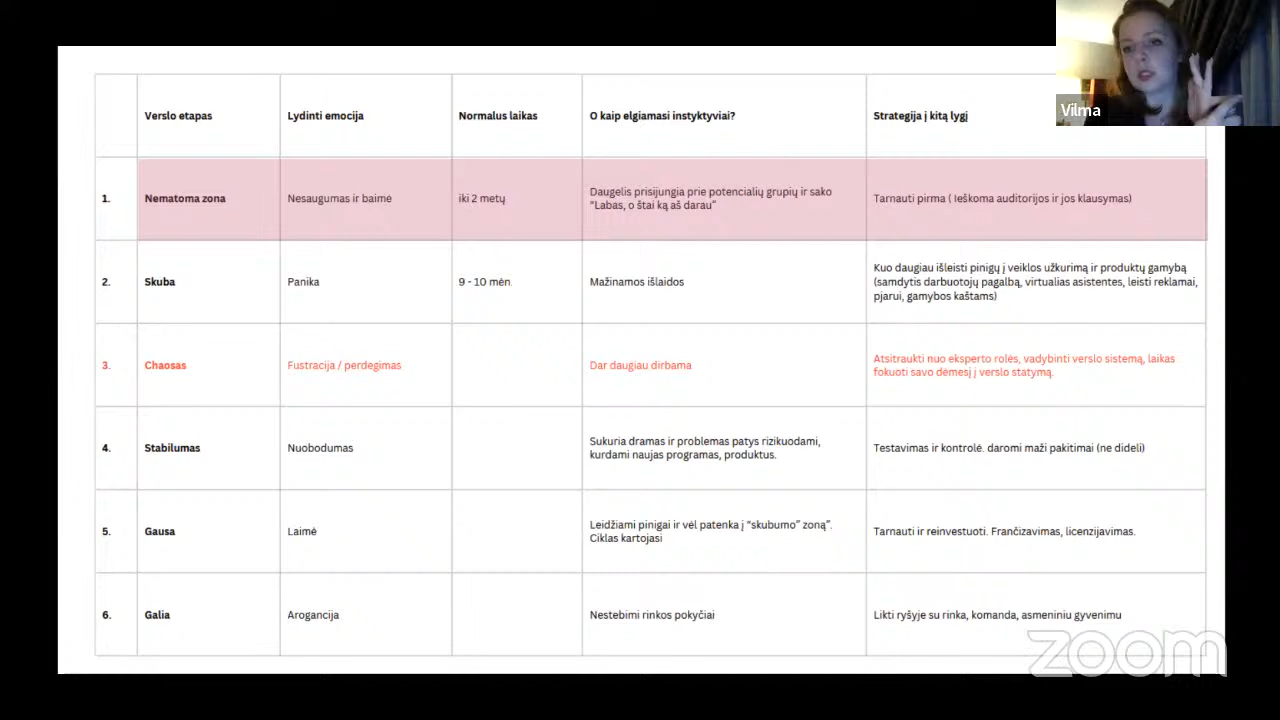 Verslo etapas
Lydinti emocija
Normalus laikas
O kaip elgiamasi instyktyviai?
Strategija į kitą lygį
Vilma
1.
Nematoma zona
Nesaugumas ir baimė
iki 2 metų
Daugelis prisijungia prie potencialių grupių ir sako
"Labas, o štai ką aš darau"
Tarnauti pirma ( Ieškoma auditorijos ir jos klausymas)
2.
Skuba
Panika
9 - 10 mėn.
Mažinamos išlaidos
Kuo daugiau išleisti pinigų į veiklos užkurimą ir produktų gamybą
(samdytis darbuotojų pagalbą, virtualias asistentes, leisti reklamai,
pjarui, gamybos kaštams)
3.
Chaosas
Fustracija / perdegimas
Dar daugiau dirbama
Atsitraukti nuo eksperto rolės, vadybinti verslo sistemą, laikas
fokuoti savo dėmesį į verslo statymą.
4.
Stabilumas
Nuobodumas
Sukuria dramas ir problemas patys rizikuodami,
kurdami naujas programas, produktus.
Testavimas ir kontrolė. daromi maži pakitimai (ne dideli)
5.
Gausa
Laimė
Leidžiami pinigai ir vėl patenka į "skubumo" zoną".
Ciklas kartojasi
Tarnauti ir reinvestuoti. Frančizavimas, licenzijavimas.
6.
Galia
Arogancija
Nestebimi rinkos pokyčiai
Likti ryšyje su rinka, komanda, asmeniniu gyvenimu
zoom